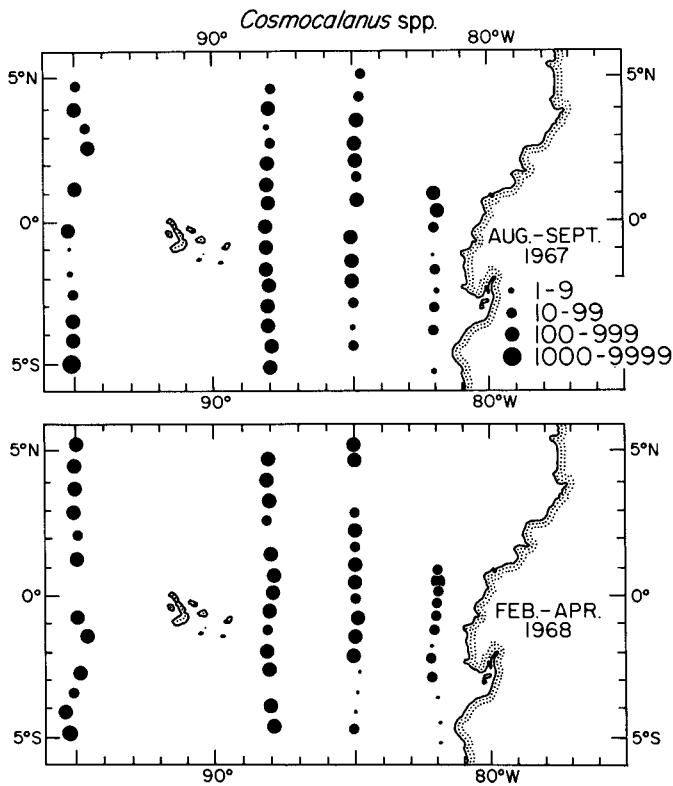 Cosmocalanus spp.
90° 80°W
5°N 5°N
0° 0°
AUG.-SEPT.
1967
1-9
10-99
100-999
5°S 1000-9999
90° 80°W
5°N 5°N
0° 0°
FEB.-APR.
1968
5°S 5°S
90° 80°W